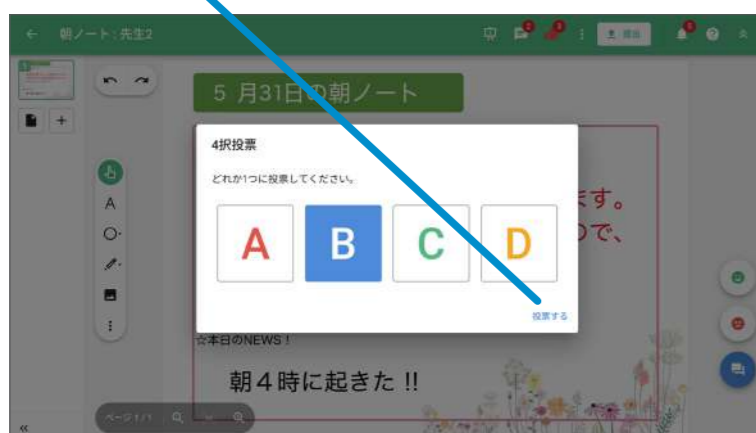 朝ノート：先生2
提出
5 月31日の朝ノート
4択投票
どれか1つに投票してください。
ます。
ので、
A B C D
投票する
☆本日のNEWS！
朝４時に起きた !!
ページ 1 / 1